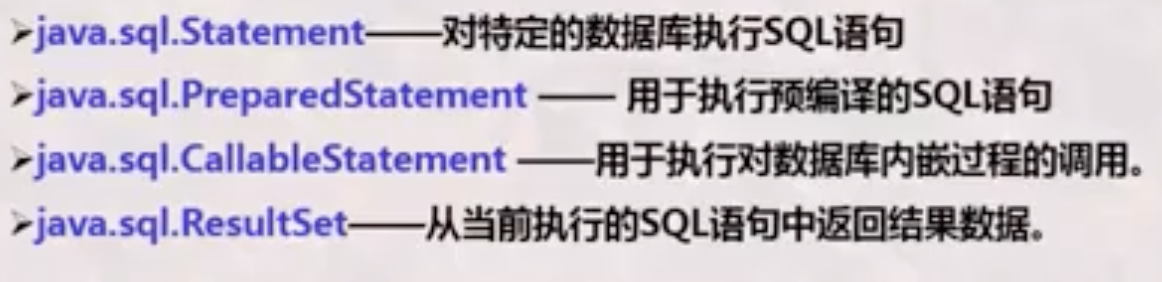 ➢java.sql.Statement——对特定的数据库执行SQL语句
➢java.sql.PreparedStatement —— 用于执行预编译的SQL语句
➢java.sql.CallableStatement ——用于执行对数据库内嵌过程的调用。
➢java.sql.ResultSet——从当前执行的SQL语句中返回结果数据。